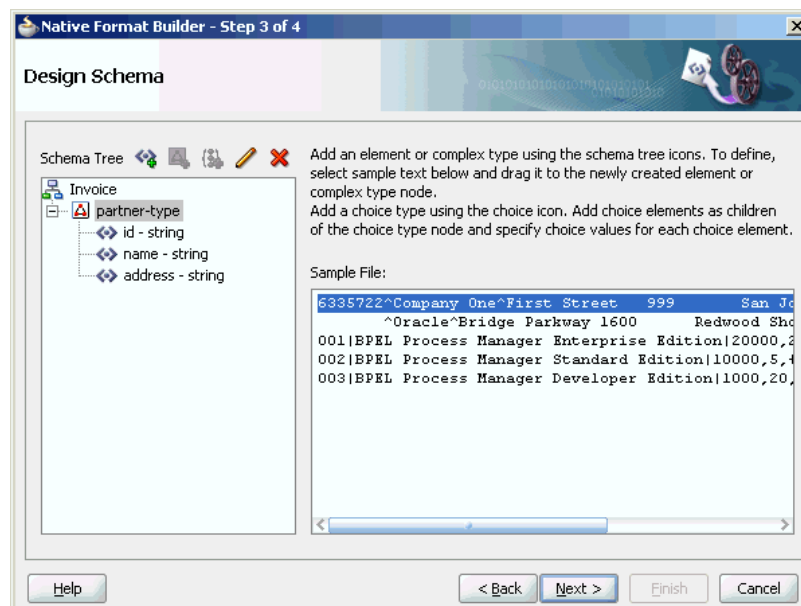 Native Format Builder - Step 3 of 4
Design Schema
Schema Tree
Invoice
partner-type
id - string
name - string
address - string
Add an element or complex type using the schema tree icons. To define,
select sample text below and drag it to the newly created element or
complex type node.
Add a choice type using the choice icon. Add choice elements as children
of the choice type node and specify choice values for each choice element.
Sample File:
6335722^Company One^First Street 999 San Jo
^Oracle^Bridge Parkway 1600 Redwood Sho
001|BPEL Process Manager Enterprise Edition|20000,2
002|BPEL Process Manager Standard Edition|10000,5,4
003|BPEL Process Manager Developer Edition|1000,20,
Help
< Back
Next >
Finish
Cancel